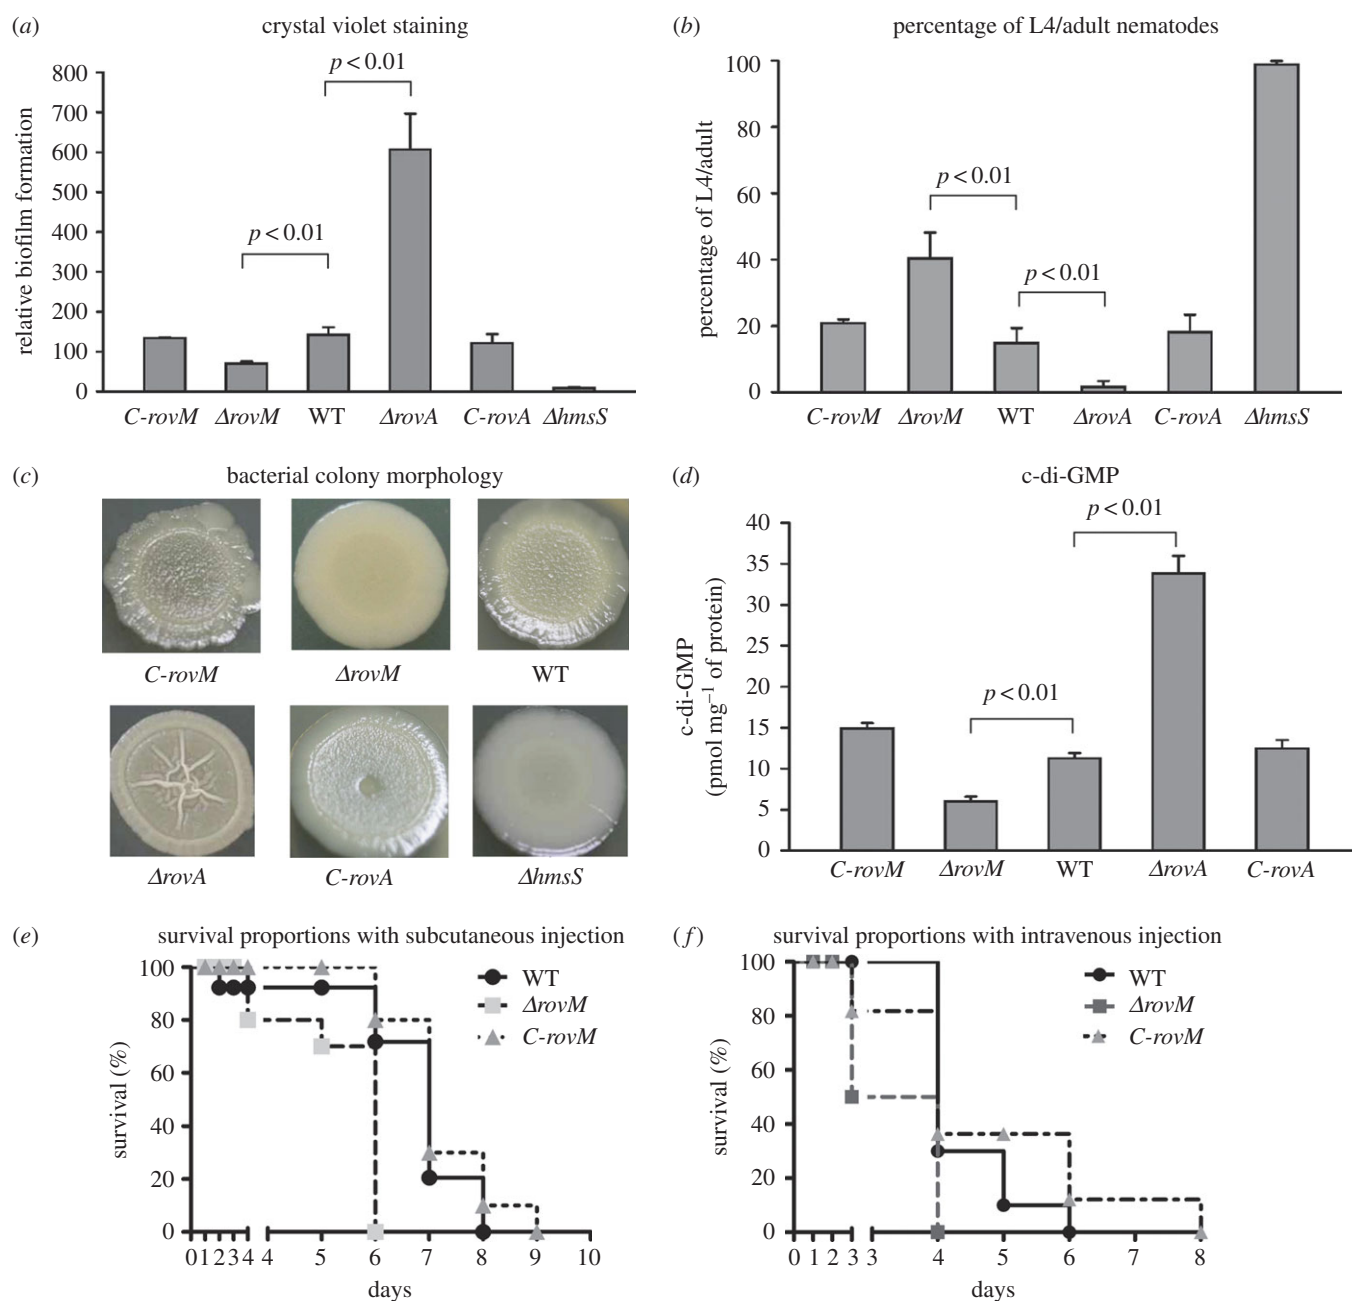 (a) crystal violet staining
relative biofilm formation
800
700
600
500
400
300
200
100
0
p < 0.01
p < 0.01
C-rovM ΔrovM WT ΔrovA C-rovA ΔhmsS
(b) percentage of L4/adult nematodes
percentage of L4/adult
100
80
60
40
20
0
p < 0.01
p < 0.01
C-rovM ΔrovM WT ΔrovA C-rovA ΔhmsS
(c) bacterial colony morphology
C-rovM ΔrovM WT
ΔrovA C-rovA ΔhmsS
(d) c-di-GMP
c-di-GMP
(pmol mg⁻¹ of protein)
40
35
30
25
20
15
10
5
0
p < 0.01
p < 0.01
C-rovM ΔrovM WT ΔrovA C-rovA
(e) survival proportions with subcutaneous injection
survival (%)
100
80
60
40
20
0
WT
ΔrovM
C-rovM
0 1 2 3 4 4 5 6 7 8 9 10
days
(f) survival proportions with intravenous injection
survival (%)
100
80
60
40
20
0
WT
ΔrovM
C-rovM
0 1 2 3 3 4 5 6 7 8
days